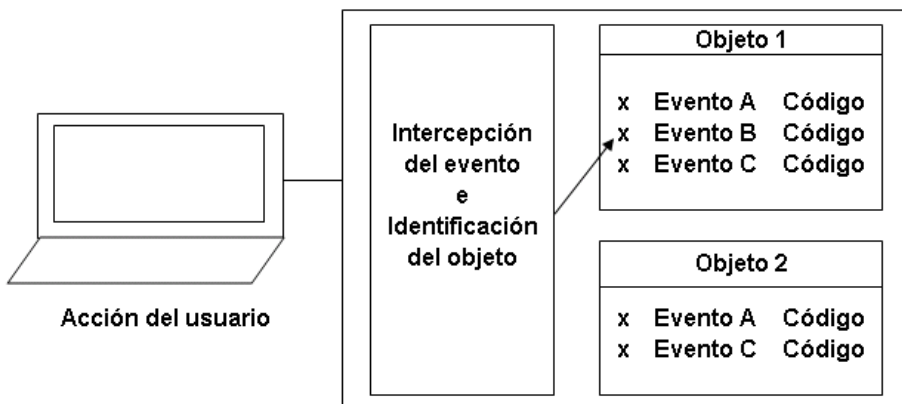 Acción del usuario
Intercepción
del evento
e
Identificación
del objeto
Objeto 1
x Evento A Código
x Evento B Código
x Evento C Código
Objeto 2
x Evento A Código
x Evento C Código